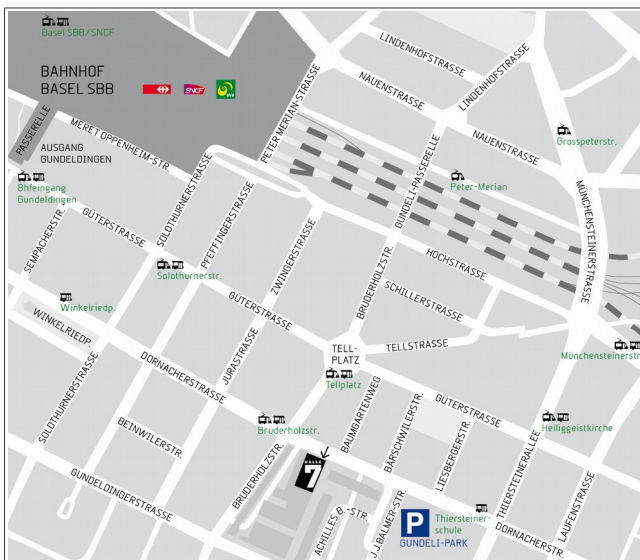 Basel SBB/SNCF
BAHNHOF
BASEL SBB
SNCF
PASSERELLE
MERET OPPENHEIM-STR.
AUSGANG
GUNDELDINGEN
Bhfeingang
Gundeldingen
PETER MERIAN-STRASSE
LINDENHOFSTRASSE
LINDENHOFSTRASSE
NAUENSTRASSE
NAUENSTRASSE
Grosspeterstr.
Peter-Merian
GUNDELI-PASSERELLE
MÜNCHENSTEINERSTRASSE
SEMPACHERSTR.
GÜTERSTRASSE
SOLOTHURNERSTRASSE
PFEFFINGERSTRASSE
Solothurnerstr.
ZWINGERSTRASSE
BRUDERHOLZSTR.
HOCHSTRASSE
SCHILLERSTRASSE
Winkelriedp.
WINKELRIEDP.
GÜTERSTRASSE
TELLSTRASSE
TELL-
PLATZ
Tellplatz
Münchensteinerstr.
SOLOTHURNERSTRASSE
DORNACHERSTRASSE
JURASTRASSE
BEINWILERSTR.
Bruderholzstr.
BAUMGARTENWEG
BARSCHWILERSTR.
GÜTERSTRASSE
LIESBERGERSTR.
Heiliggeistkirche
THIERSTEINERALLEE
LAUFENSTRASSE
GUNDELDINGERSTRASSE
BRUDERHOLZSTR.
HALLE
7
ACHILLES B.-STR.
J.J.BALMER-STR.
P
GUNDELI-PARK
Thiersteiner-
schule
DORNACHERSTR.